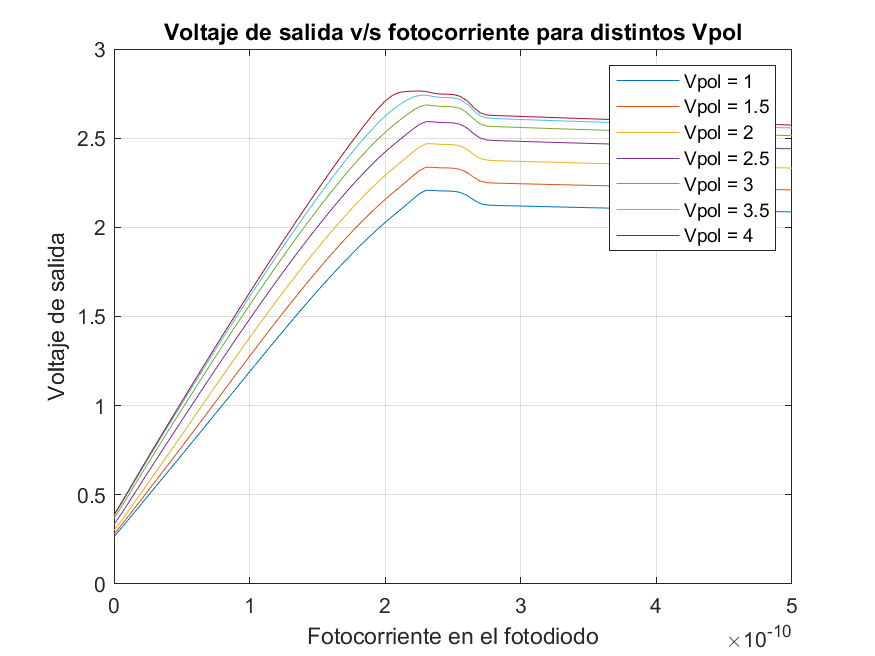 Voltaje de salida v/s fotocorriente para distintos Vpol
3
2.5
2
1.5
1
0.5
0
Voltaje de salida
Vpol = 1
Vpol = 1.5
Vpol = 2
Vpol = 2.5
Vpol = 3
Vpol = 3.5
Vpol = 4
0 1 2 3 4 5
×10^-10
Fotocorriente en el fotodiodo